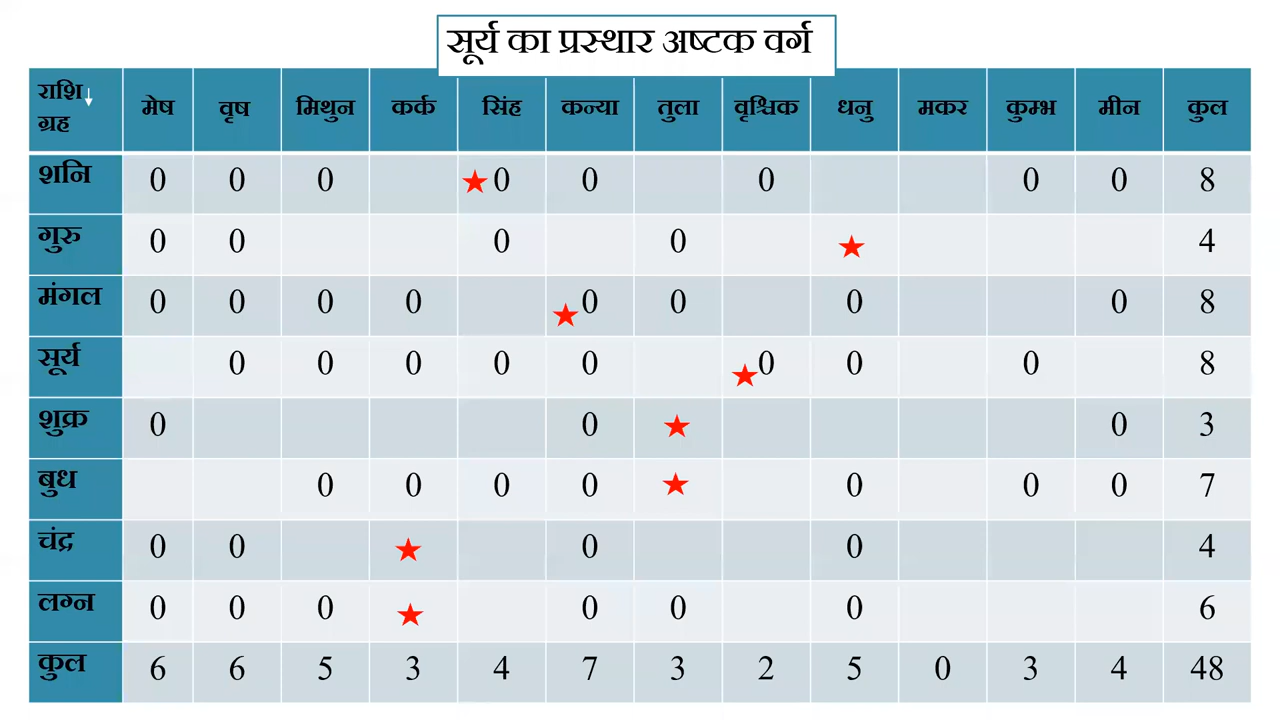 सूर्य का प्रस्थार अष्टक वर्ग
राशि ग्रह मेष वृष मिथुन कर्क सिंह कन्या तुला वृश्चिक धनु मकर कुम्भ मीन कुल
शनि 0 0 0 0 0 0 0 0 8
गुरु 0 0 0 0 4
मंगल 0 0 0 0 0 0 0 0 8
सूर्य 0 0 0 0 0 0 0 0 8
शुक्र 0 0 0 3
बुध 0 0 0 0 0 0 0 7
चंद्र 0 0 0 0 4
लग्न 0 0 0 0 0 0 6
कुल 6 6 5 3 4 7 3 2 5 0 3 4 48